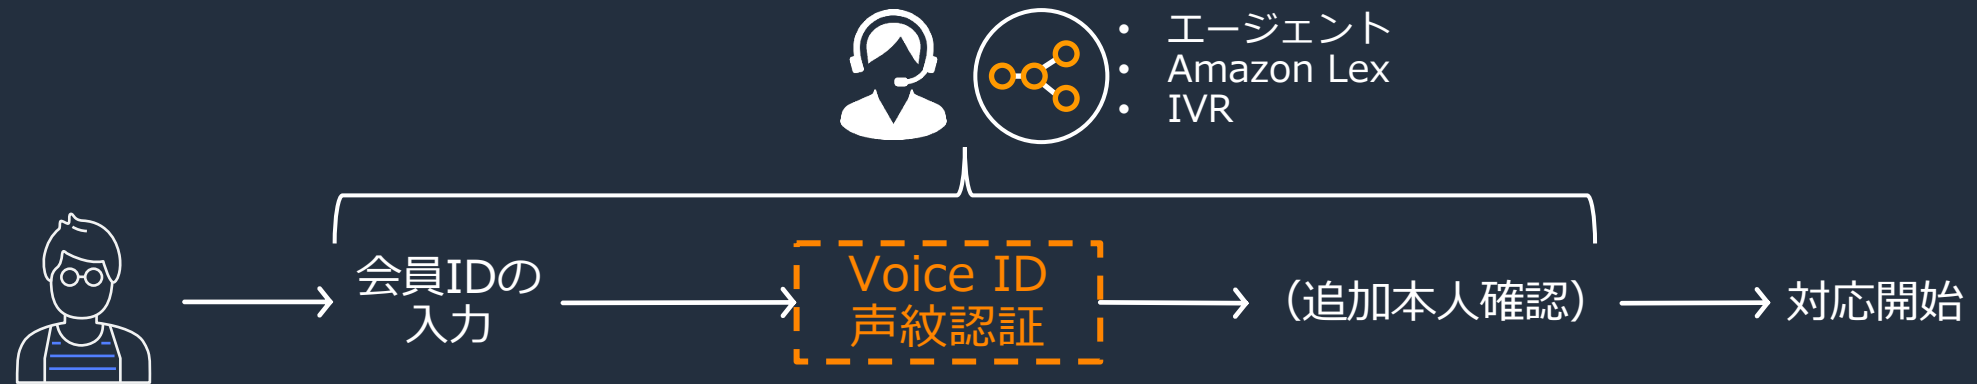 • エージェント
• Amazon Lex
• IVR
会員IDの
入力
Voice ID
声紋認証
（追加本人確認）
対応開始